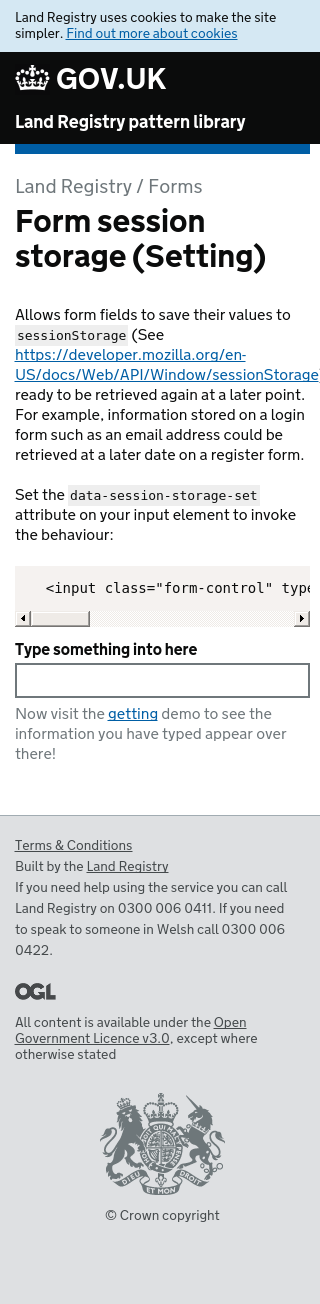 Land Registry uses cookies to make the site
simpler. Find out more about cookies
GOV.UK
Land Registry pattern library
Land Registry / Forms
Form session
storage (Setting)
Allows form fields to save their values to
sessionStorage (See
https://developer.mozilla.org/en-
US/docs/Web/API/Window/sessionStorage)
ready to be retrieved again at a later point.
For example, information stored on a login
form such as an email address could be
retrieved at a later date on a register form.
Set the data-session-storage-set
attribute on your input element to invoke
the behaviour:
<input class="form-control" type
Type something into here
Now visit the getting demo to see the
information you have typed appear over
there!
Terms & Conditions
Built by the Land Registry
If you need help using the service you can call
Land Registry on 0300 006 0411. If you need
to speak to someone in Welsh call 0300 006
0422.
OGL
All content is available under the Open
Government Licence v3.0, except where
otherwise stated
© Crown copyright